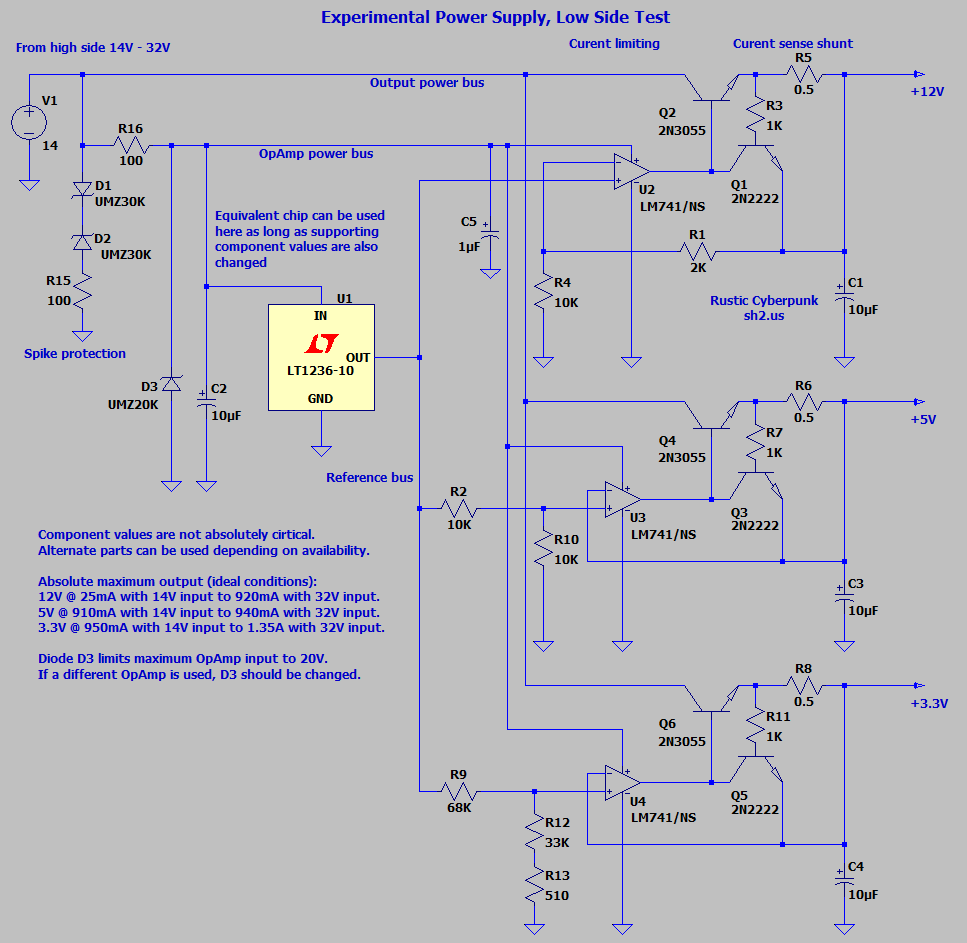 Experimental Power Supply, Low Side Test
From high side 14V - 32V
Curent limiting
Curent sense shunt
R5
0.5
+12V
Output power bus
V1
14
Q2
2N3055
R3
1K
R16
100
OpAmp power bus
U2
LM741/NS
Q1
2N2222
D1
UMZ30K
D2
UMZ30K
Equivalent chip can be used
here as long as supporting
component values are also
changed
C5
1µF
R1
2K
R15
100
R4
10K
C1
10µF
Rustic Cyberpunk
sh2.us
U1
IN
OUT
LT1236-10
GND
Spike protection
D3
UMZ20K
C2
10µF
R6
0.5
+5V
Q4
2N3055
R7
1K
Reference bus
R2
10K
U3
LM741/NS
Q3
2N2222
R10
10K
C3
10µF
Component values are not absolutely cirtical.
Alternate parts can be used depending on availability.
Absolute maximum output (ideal conditions):
12V @ 25mA with 14V input to 920mA with 32V input.
5V @ 910mA with 14V input to 940mA with 32V input.
3.3V @ 950mA with 14V input to 1.35A with 32V input.
Diode D3 limits maximum OpAmp input to 20V.
If a different OpAmp is used, D3 should be changed.
R8
0.5
+3.3V
Q6
2N3055
R11
1K
R9
68K
U4
LM741/NS
Q5
2N2222
R12
33K
R13
510
C4
10µF